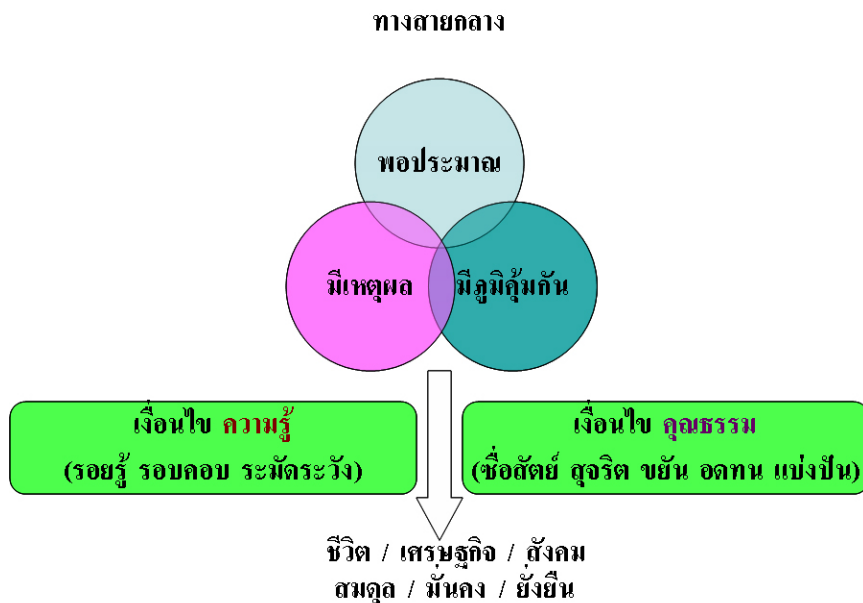 ทางสายกลาง
พอประมาณ
มีเหตุผล
มีภูมิคุ้มกัน
เงื่อนไข ความรู้
(รอยรู้ รอบคอบ ระมัดระวัง)
เงื่อนไข คุณธรรม
(ซื่อสัตย์ สุจริต ขยัน อดทน แบ่งปัน)
ชีวิต / เศรษฐกิจ / สังคม
สมดุล / มั่นคง / ยั่งยืน